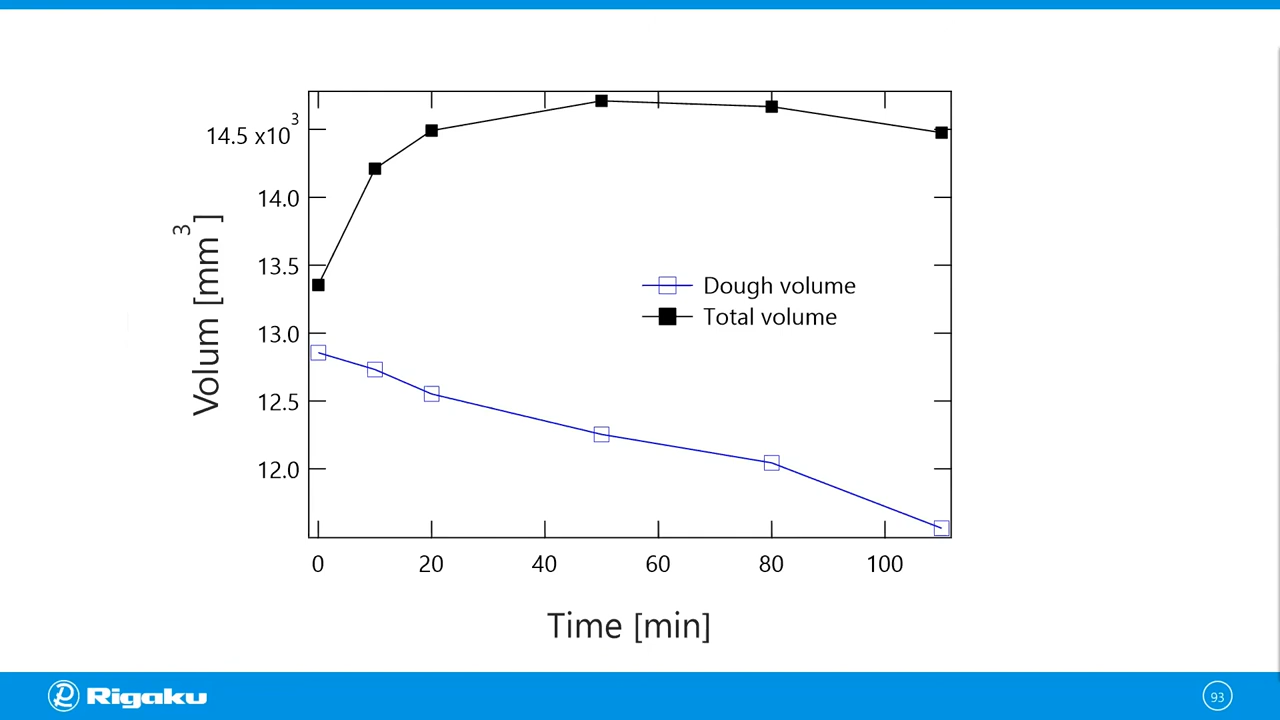 14.5 x10³
14.0
13.5
13.0
12.5
12.0
Volum [mm³]
Dough volume
Total volume
0 20 40 60 80 100
Time [min]
Rigaku
93